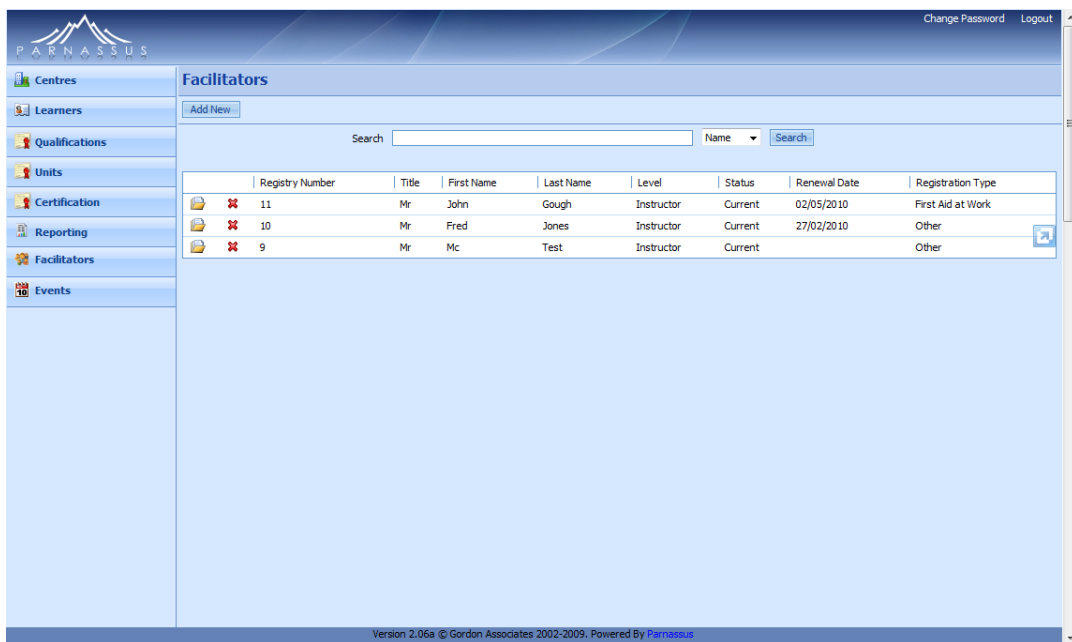 Change Password Logout
PARNASSUS
Centres
Learners
Qualifications
Units
Certification
Reporting
Facilitators
10 Events
Facilitators
Add New
Search Name Search
Registry Number Title First Name Last Name Level Status Renewal Date Registration Type
11 Mr John Gough Instructor Current 02/05/2010 First Aid at Work
10 Mr Fred Jones Instructor Current 27/02/2010 Other
9 Mr Mc Test Instructor Current Other
Version 2.06a © Gordon Associates 2002-2009. Powered By Parnassus